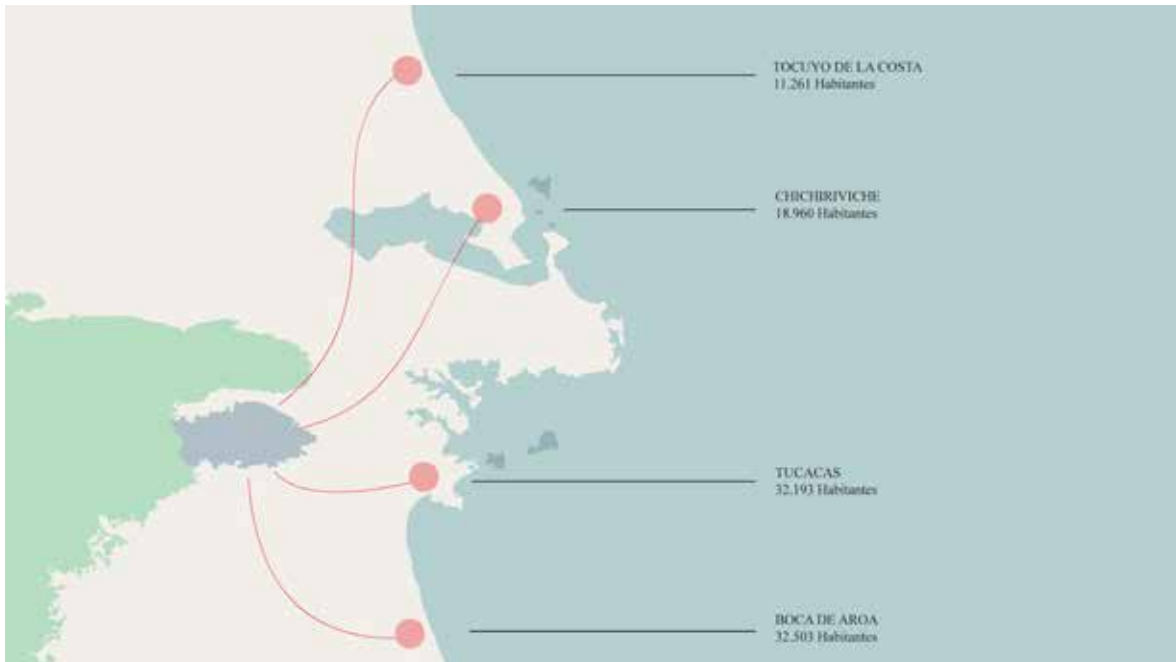 TOCUYO DE LA COSTA
11.261 Habitantes
CHICHIRIVICHE
18.960 Habitantes
TUCACAS
32.193 Habitantes
BOCA DE AROA
32.503 Habitantes